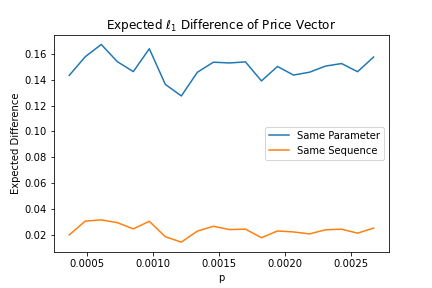 Expected ℓ₁ Difference of Price Vector
Expected Difference
0.16
0.14
0.12
0.10
0.08
0.06
0.04
0.02
Same Parameter
Same Sequence
0.0005 0.0010 0.0015 0.0020 0.0025
p